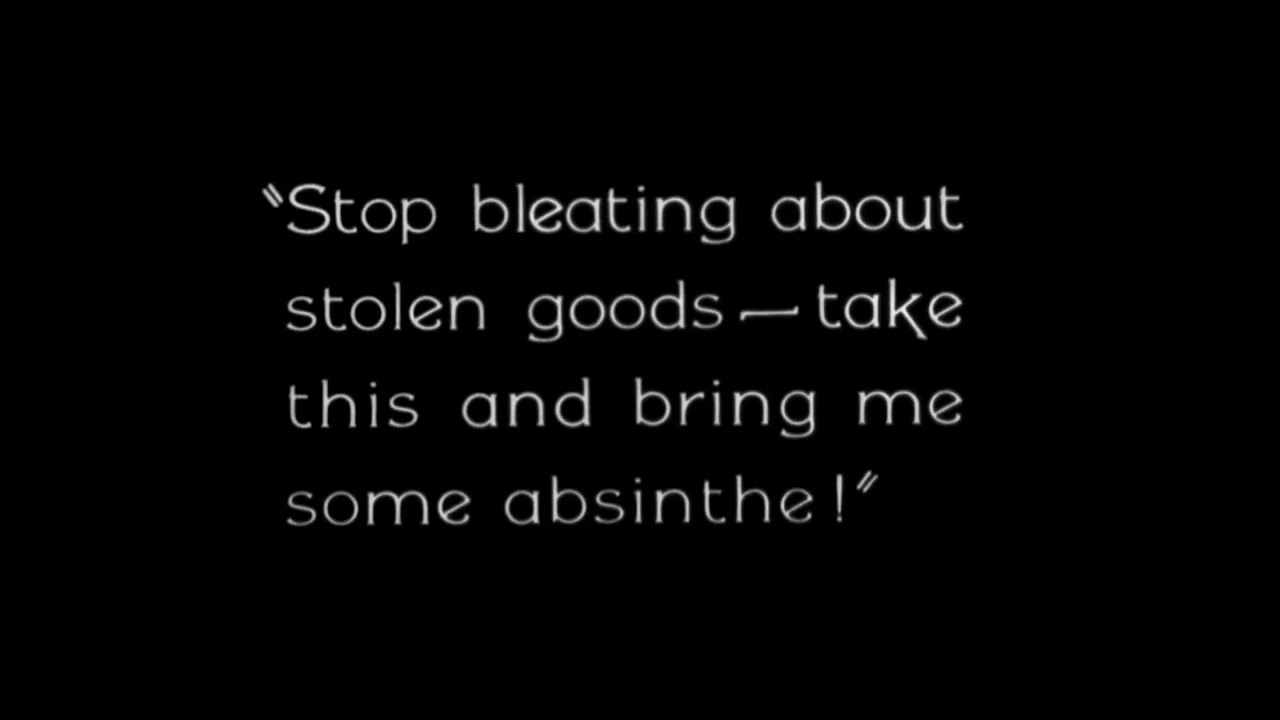 "Stop bleating about
stolen goods — take
this and bring me
some absinthe!"